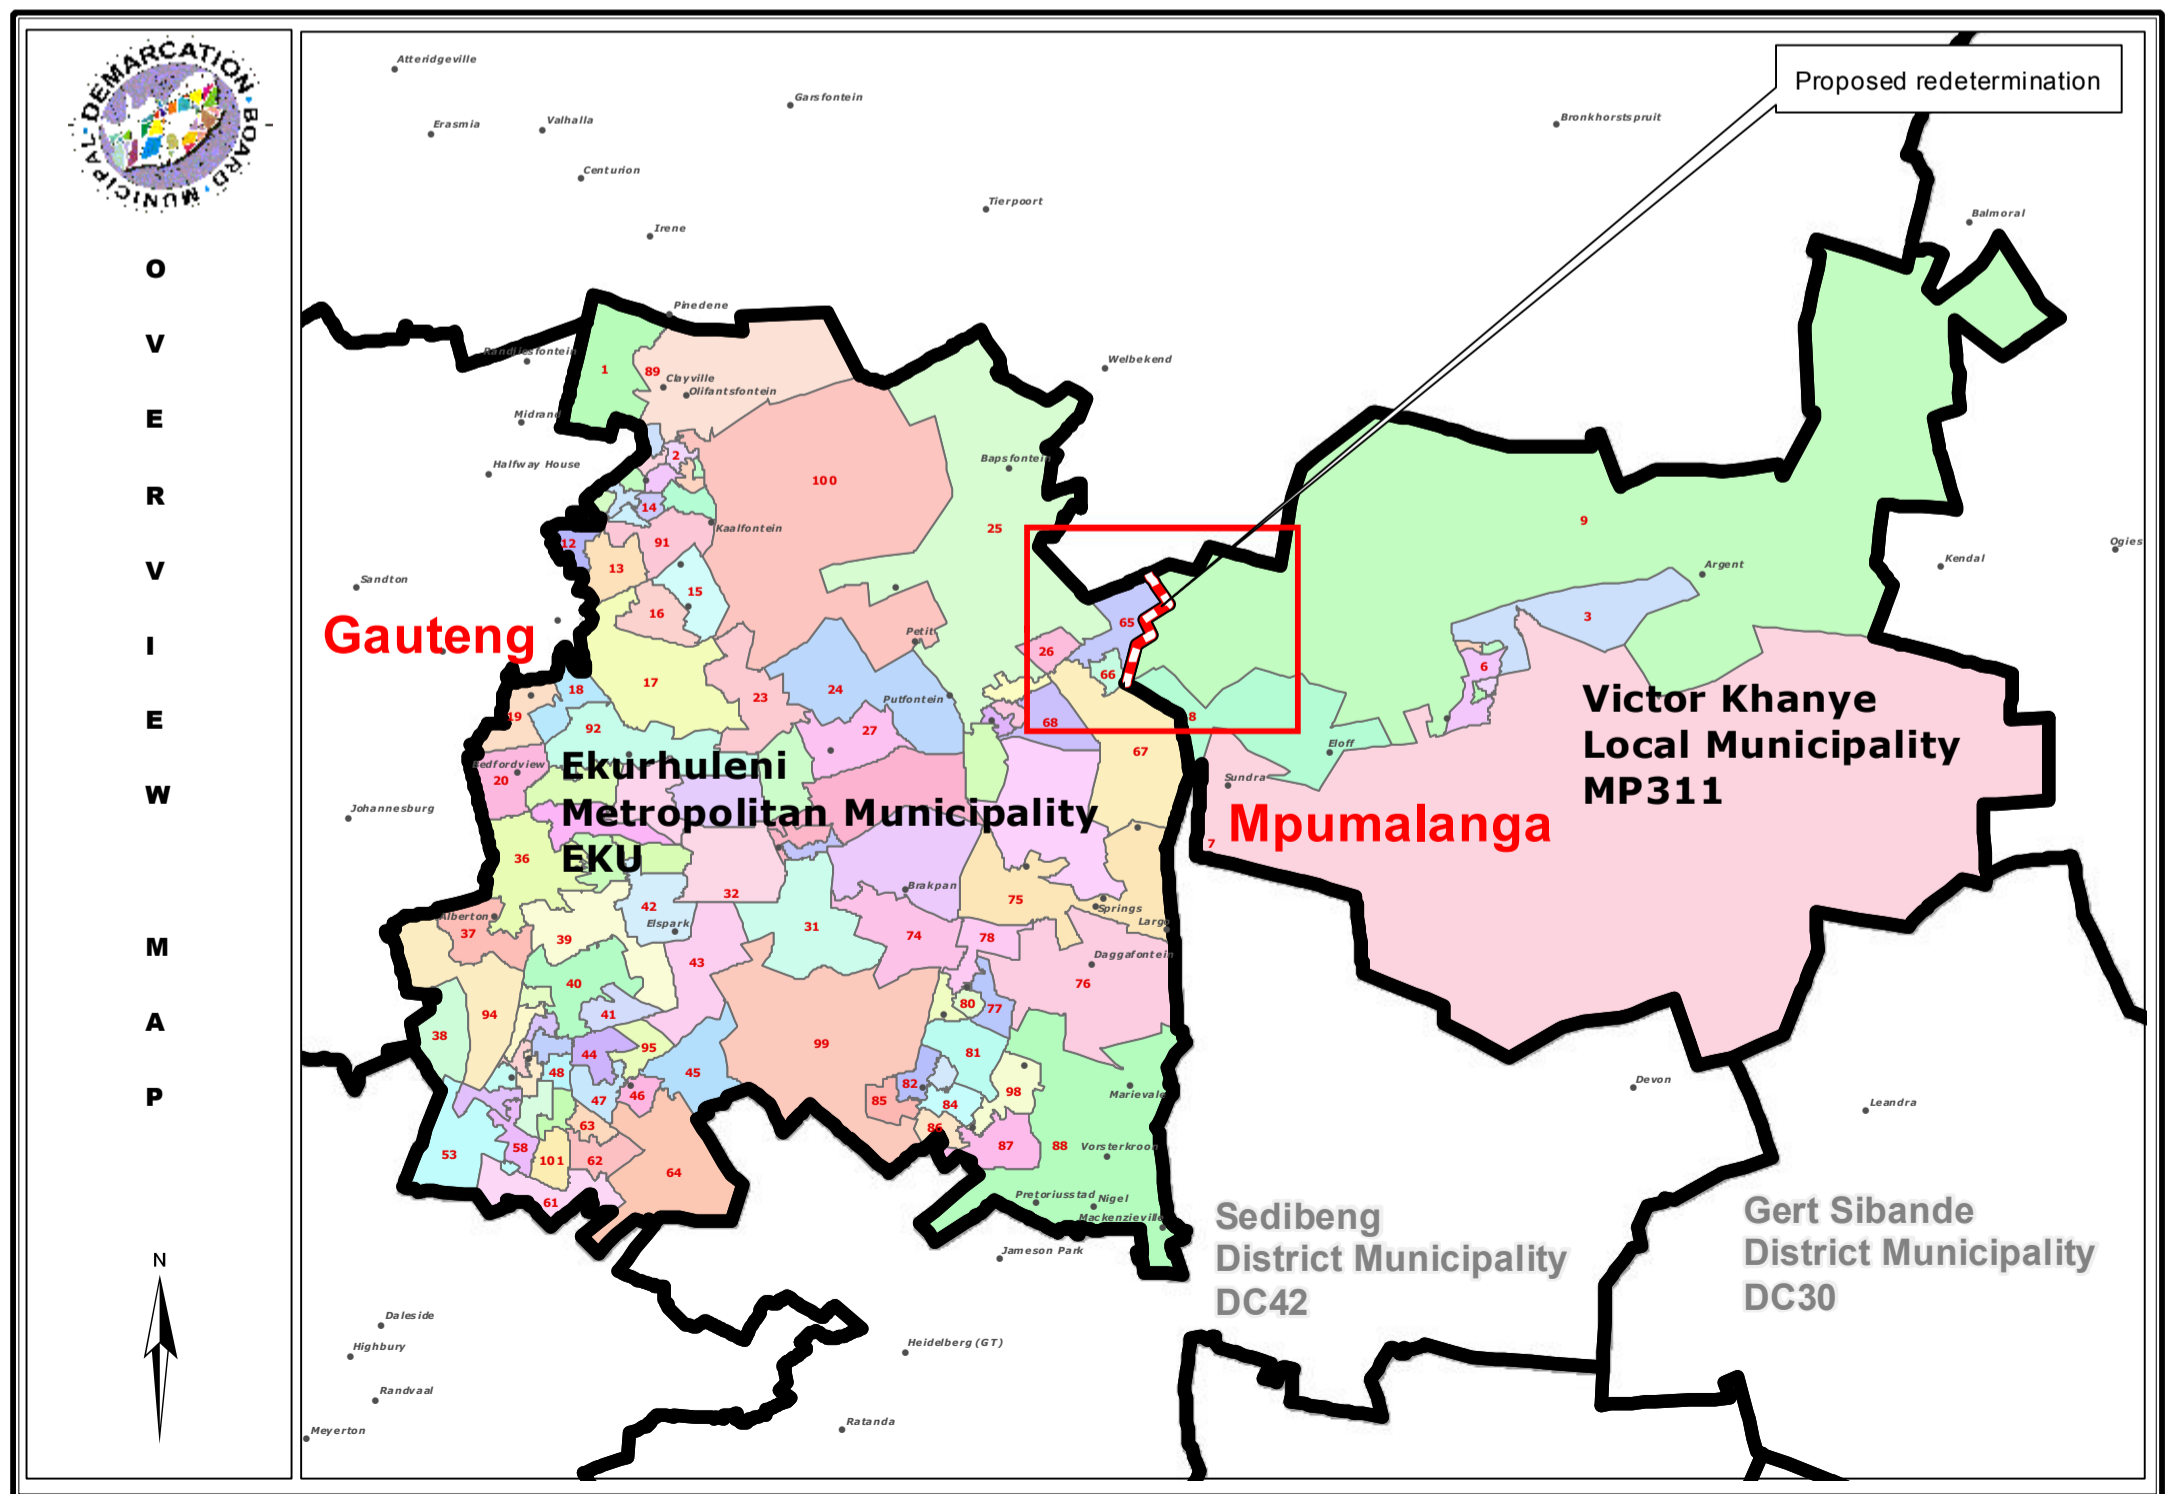 MUNICIPAL DEMARCATION BOARD
OVERVIEW MAP
N
Proposed redetermination
Atteridgeville
Garsfontein
Erasmia
Valhalla
Bronkhorstspruit
Centurion
Tierpoort
Balmoral
Irene
Pinedene
Randjiesfontein
Welbekend
1
89
Clayville
Olifantsfontein
Midrand
2
Halfway House
Bapsfontein
100
14
Kaalfontein
25
9
12
91
Ogies
Kendal
13
Argent
Sandton
15
16
65
3
Gauteng
Petit
26
6
66
17
18
24
23
Putfontein
19
8
68
92
27
Victor Khanye
Local Municipality
MP311
Eloff
67
Bedfordview
20
Ekurhuleni
Metropolitan Municipality
EKU
Sundra
Johannesburg
Mpumalanga
7
36
32
Brakpan
75
42
Springs
Alberton
Elspark
Largo
37
39
31
74
78
Daggafontein
43
40
76
80
77
94
41
38
99
95
44
81
48
45
82
Devon
98
Marievale
46
47
85
84
Leandra
63
86
58
87
88
Vorsterkroon
53
101
62
64
61
Pretoriusstad
Nigel
Mackenzieville
Sedibeng
District Municipality
DC42
Gert Sibande
District Municipality
DC30
Jameson Park
Daleside
Highbury
Heidelberg (GT)
Randvaal
Ratanda
Meyerton